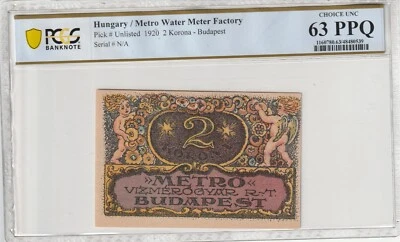 PCGS
BANKNOTE
Hungary / Metro Water Meter Factory
Pick # Unlisted 1920 2 Korona - Budapest
Serial # N/A
CHOICE UNC
63 PPQ
2
»METRO«
VIZMÉRŐGYÁR R.T.
BUDAPEST